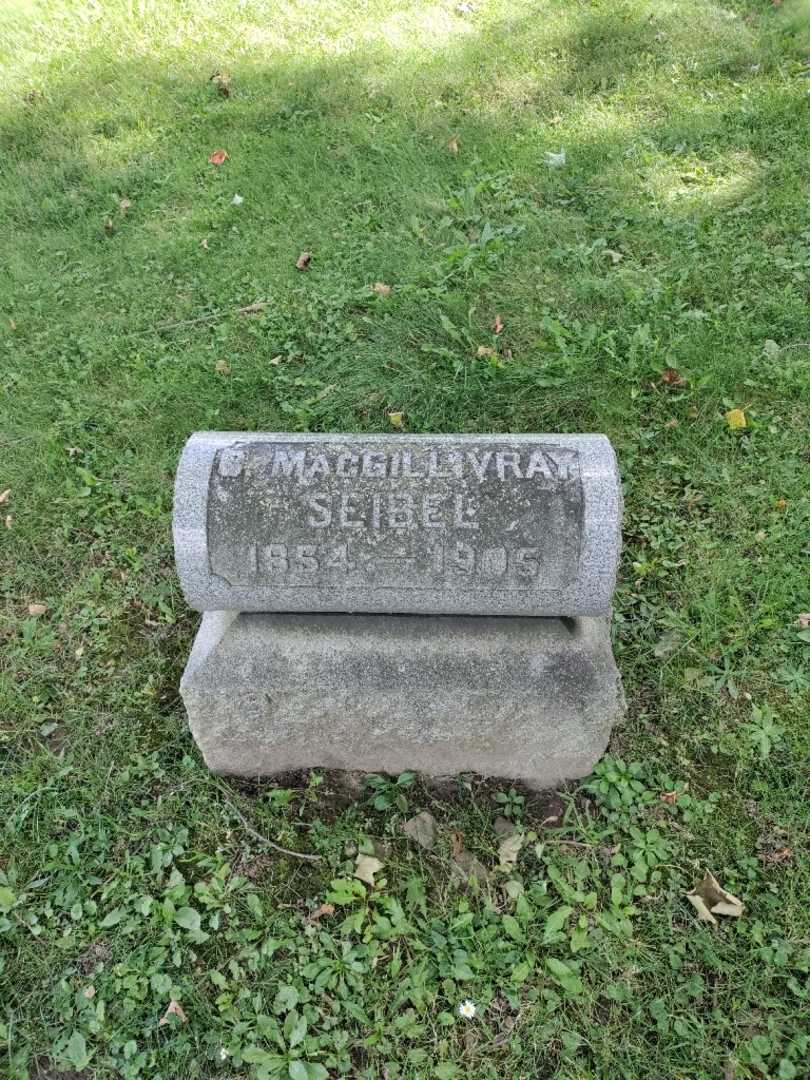 MACGILLIVRAY
SEIBEL
1854 — 1905